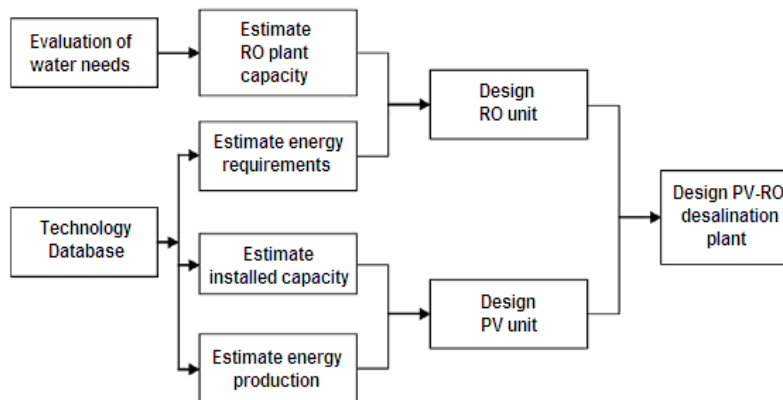 Evaluation of
water needs
Estimate
RO plant
capacity
Estimate energy
requirements
Technology
Database
Estimate
installed capacity
Estimate energy
production
Design
RO unit
Design
PV unit
Design PV-RO
desalination
plant